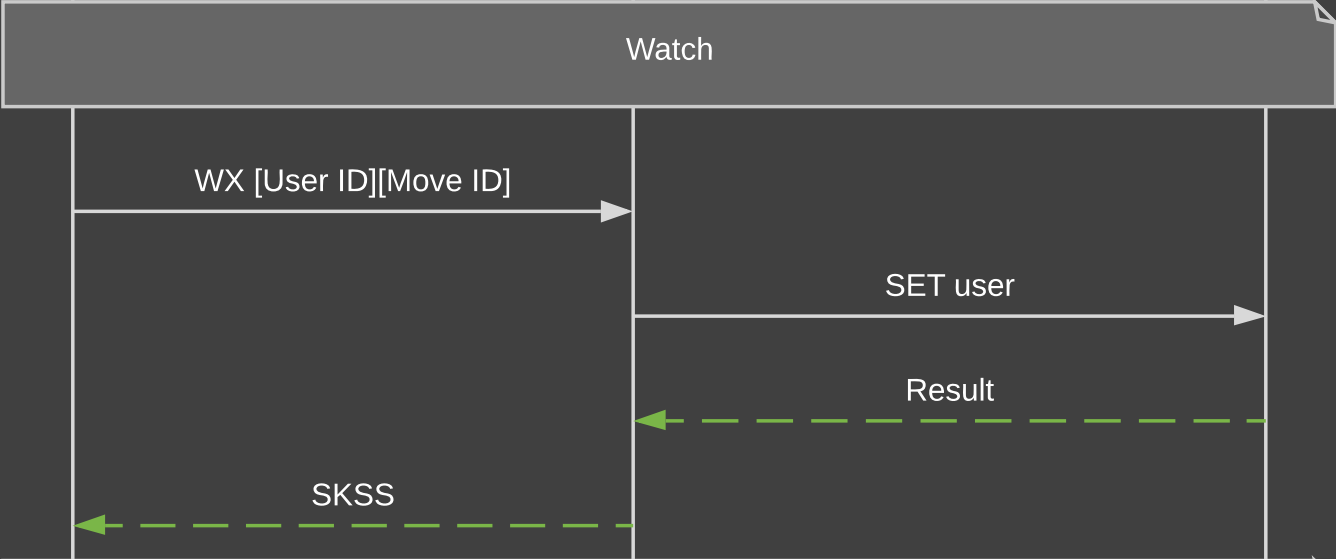 Watch
WX [User ID][Move ID]
SET user
Result
SKSS